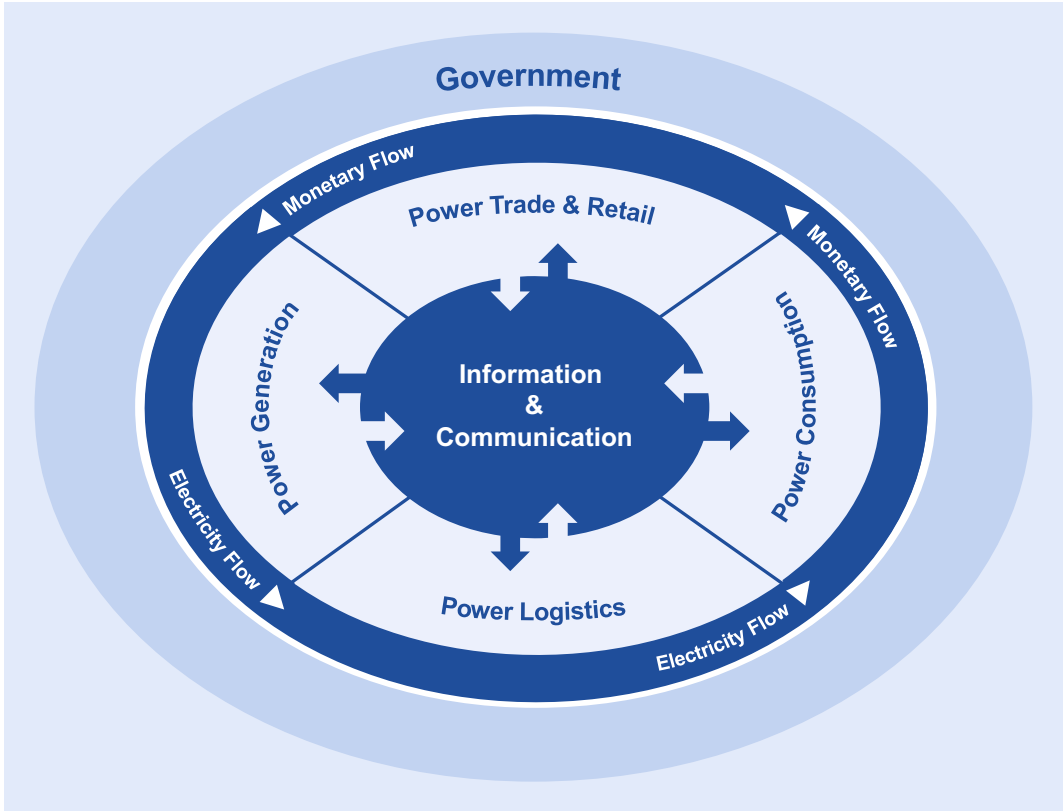 Government
Monetary Flow
Power Trade & Retail
Monetary Flow
Power Generation
Information
&
Communication
Power Consumption
Electricity Flow
Power Logistics
Electricity Flow